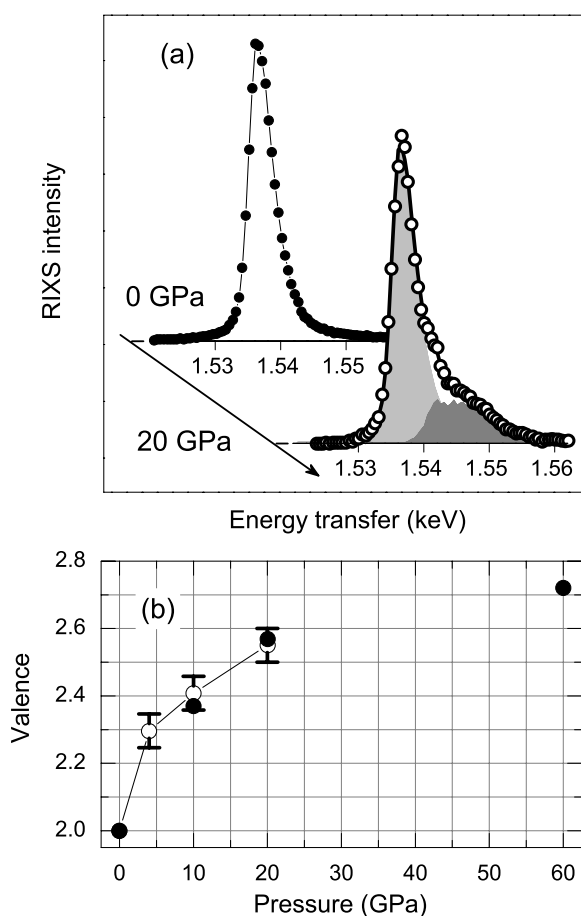 (a)
RIXS intensity
0 GPa
1.53 1.54 1.55
20 GPa
1.53 1.54 1.55 1.56
Energy transfer (keV)
(b)
2.8
2.6
2.4
2.2
2.0
Valence
0 10 20 30 40 50 60
Pressure (GPa)